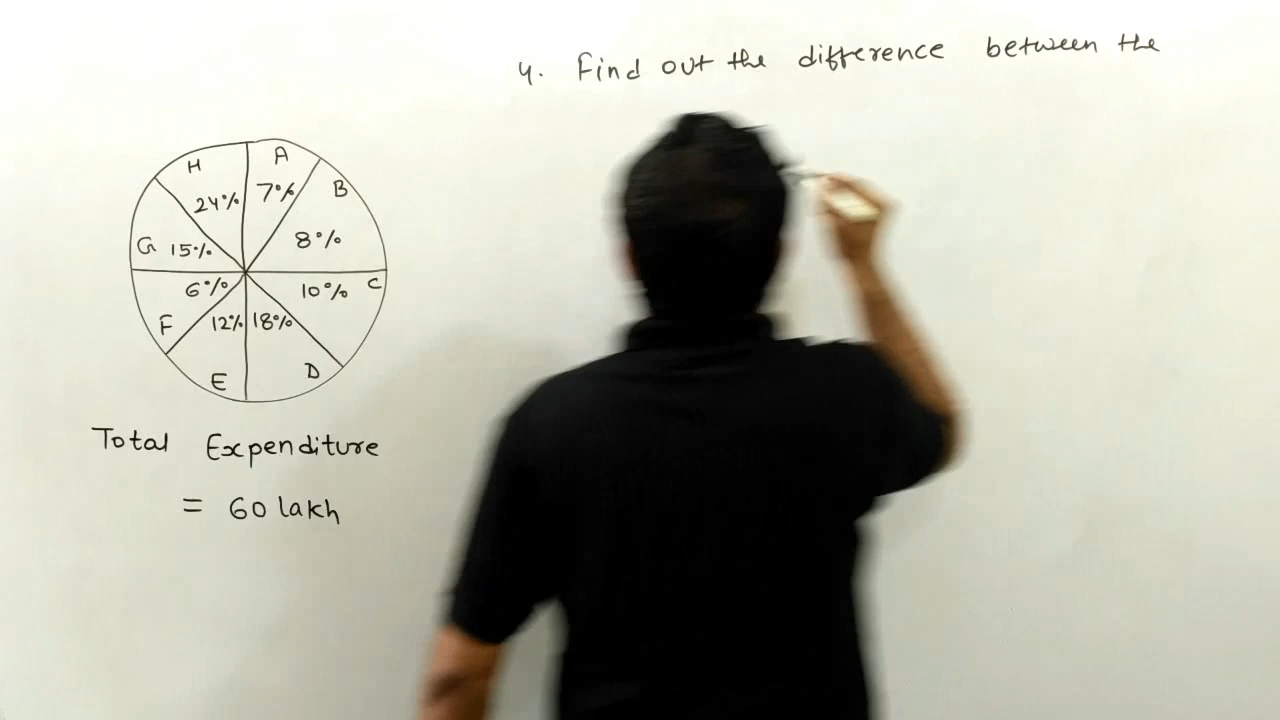 4. Find out the difference between the
H
A
24%
7%
B
G 15%
8%
6%
10% C
F
12% 18%
E
D
Total Expenditure
= 60 lakh